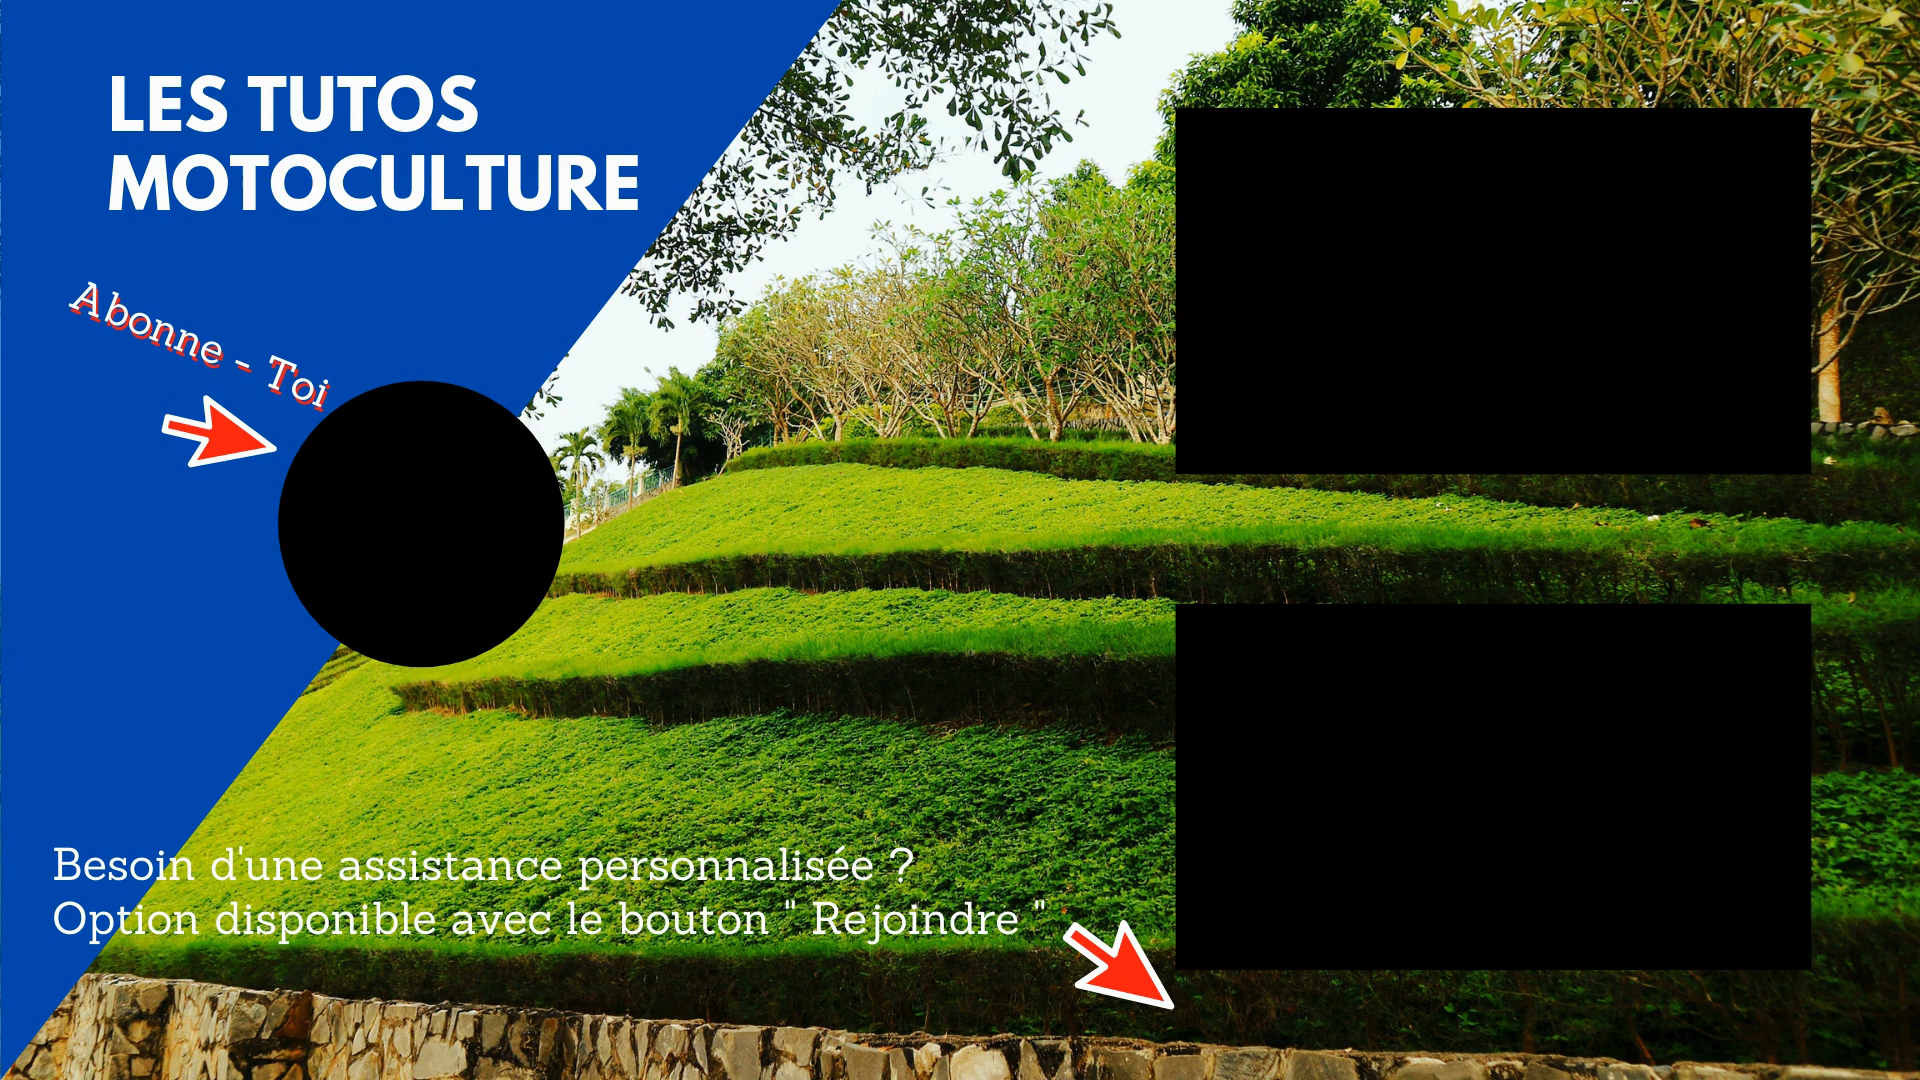 LES TUTOS
MOTOCULTURE
Abonne - Toi
Besoin d'une assistance personnalisée ?
Option disponible avec le bouton " Rejoindre "